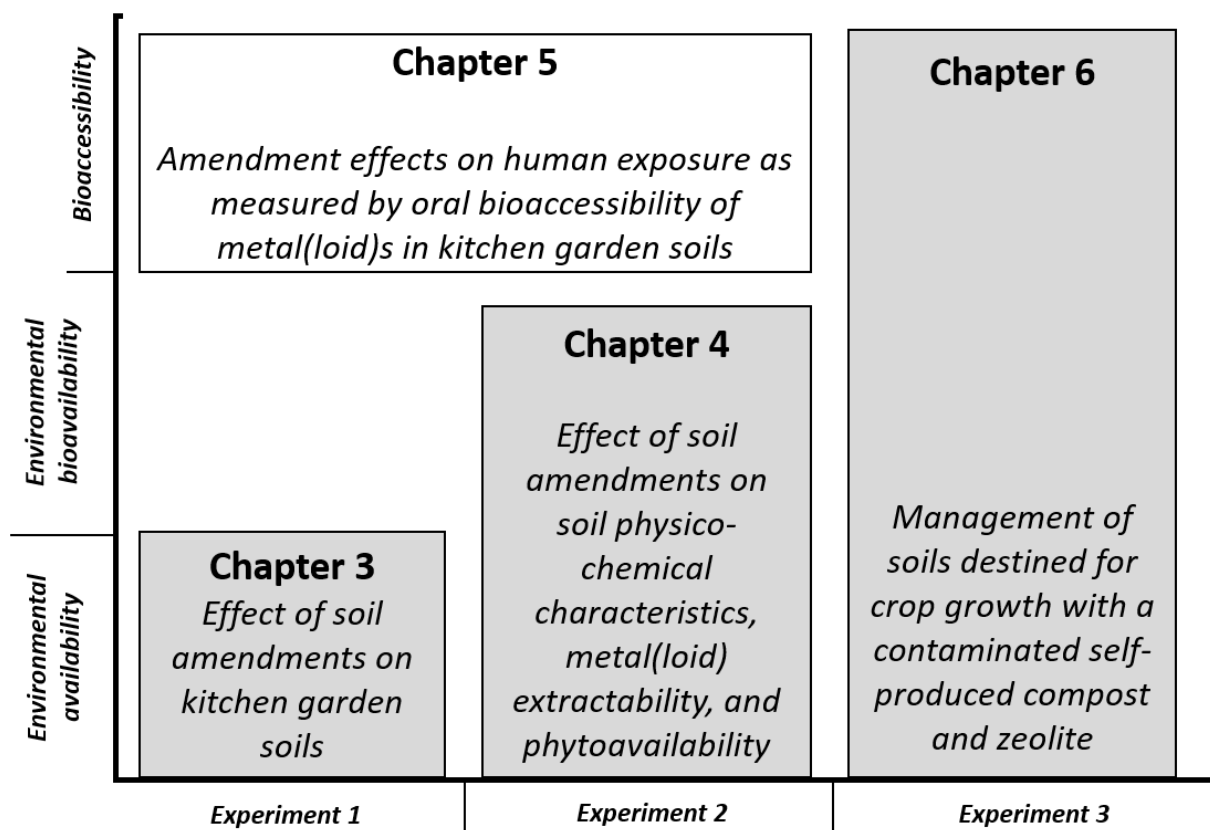 Bioaccessibility
Environmental
bioavailability
Environmental
availability
Chapter 5
Amendment effects on human exposure as
measured by oral bioaccessibility of
metal(loid)s in kitchen garden soils
Chapter 3
Effect of soil
amendments on
kitchen garden
soils
Chapter 4
Effect of soil
amendments on
soil physico-
chemical
characteristics,
metal(loid)
extractability, and
phytoavailability
Chapter 6
Management of
soils destined for
crop growth with a
contaminated self-
produced compost
and zeolite
Experiment 1
Experiment 2
Experiment 3